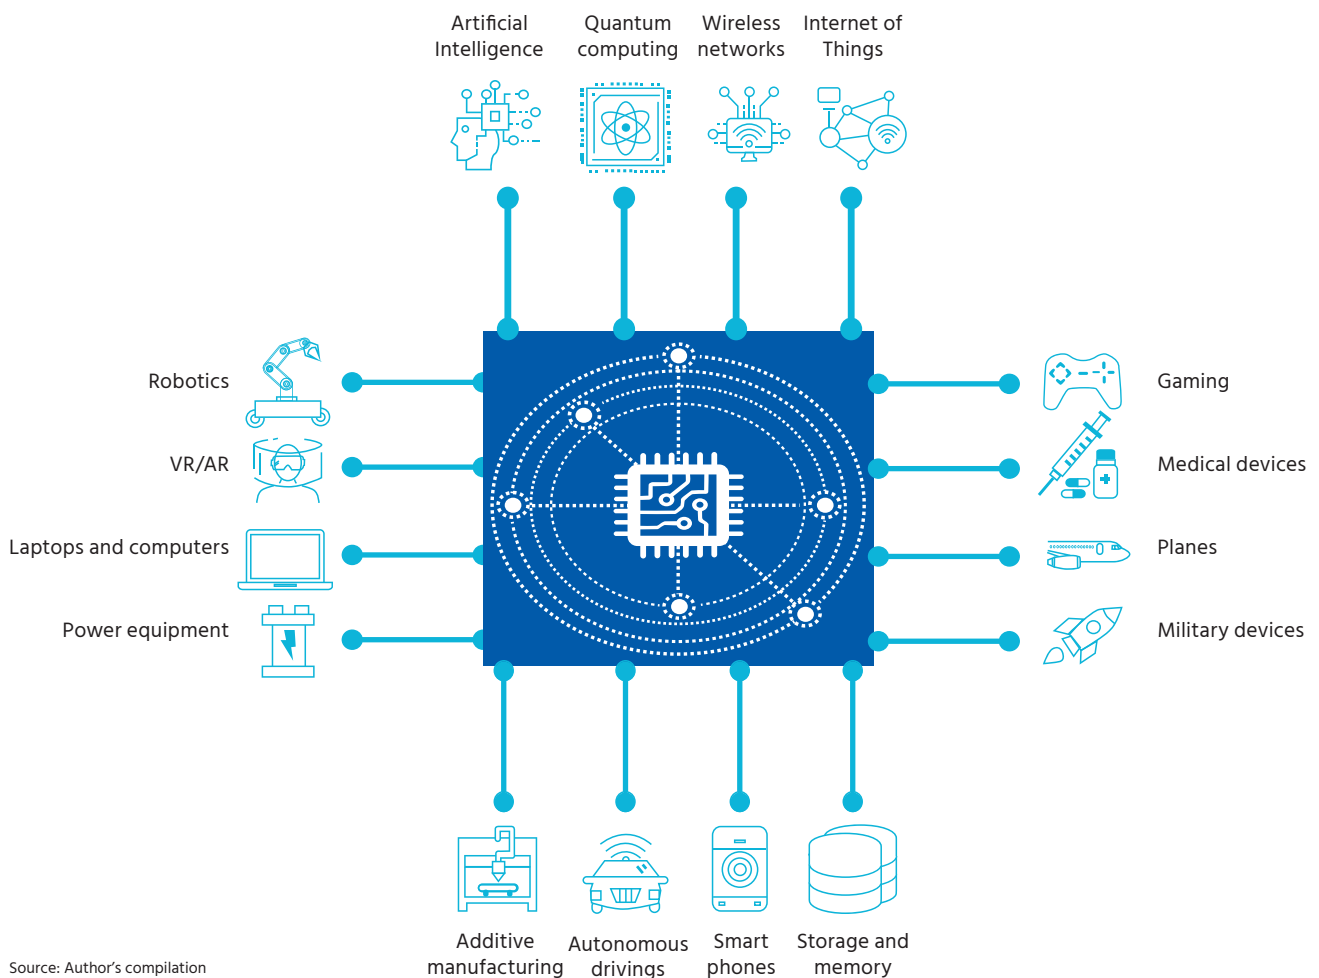 Artificial
Intelligence
Quantum
computing
Wireless
networks
Internet of
Things
Robotics
VR/AR
Laptops and computers
Power equipment
Gaming
Medical devices
Planes
Military devices
Additive
manufacturing
Autonomous
drivings
Smart
phones
Storage and
memory
Source: Author’s compilation